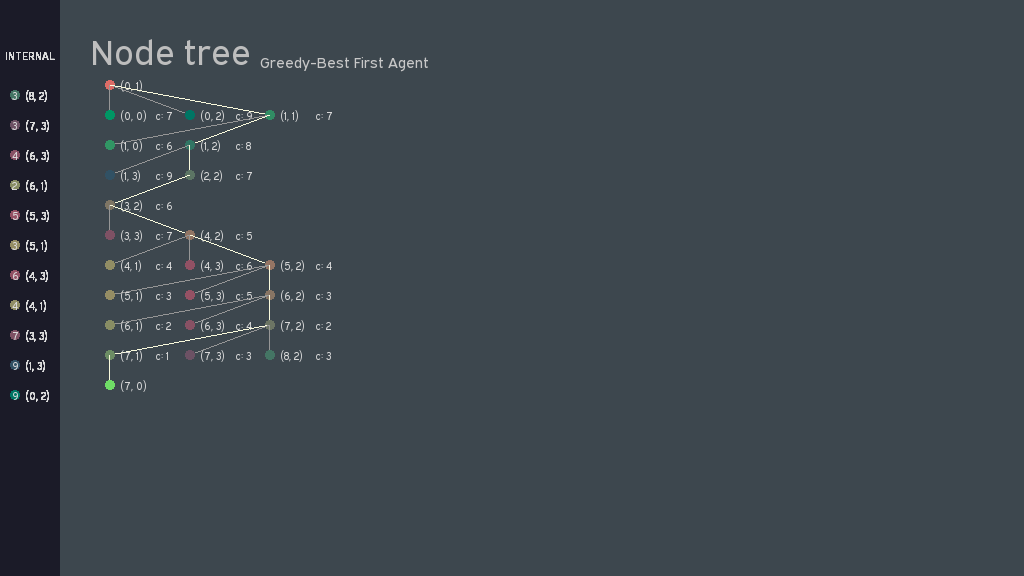 Node tree Greedy-Best First Agent
INTERNAL
3 (8, 2)
3 (7, 3)
4 (6, 3)
2 (6, 1)
5 (5, 3)
3 (5, 1)
6 (4, 3)
4 (4, 1)
7 (3, 3)
9 (1, 3)
9 (0, 2)
(0, 1)
(0, 0) c: 7 (0, 2) c: 9 (1, 1) c: 7
(1, 0) c: 6 (1, 2) c: 8
(1, 3) c: 9 (2, 2) c: 7
(3, 2) c: 6
(3, 3) c: 7 (4, 2) c: 5
(4, 1) c: 4 (4, 3) c: 6 (5, 2) c: 4
(5, 1) c: 3 (5, 3) c: 5 (6, 2) c: 3
(6, 1) c: 2 (6, 3) c: 4 (7, 2) c: 2
(7, 1) c: 1 (7, 3) c: 3 (8, 2) c: 3
(7, 0)